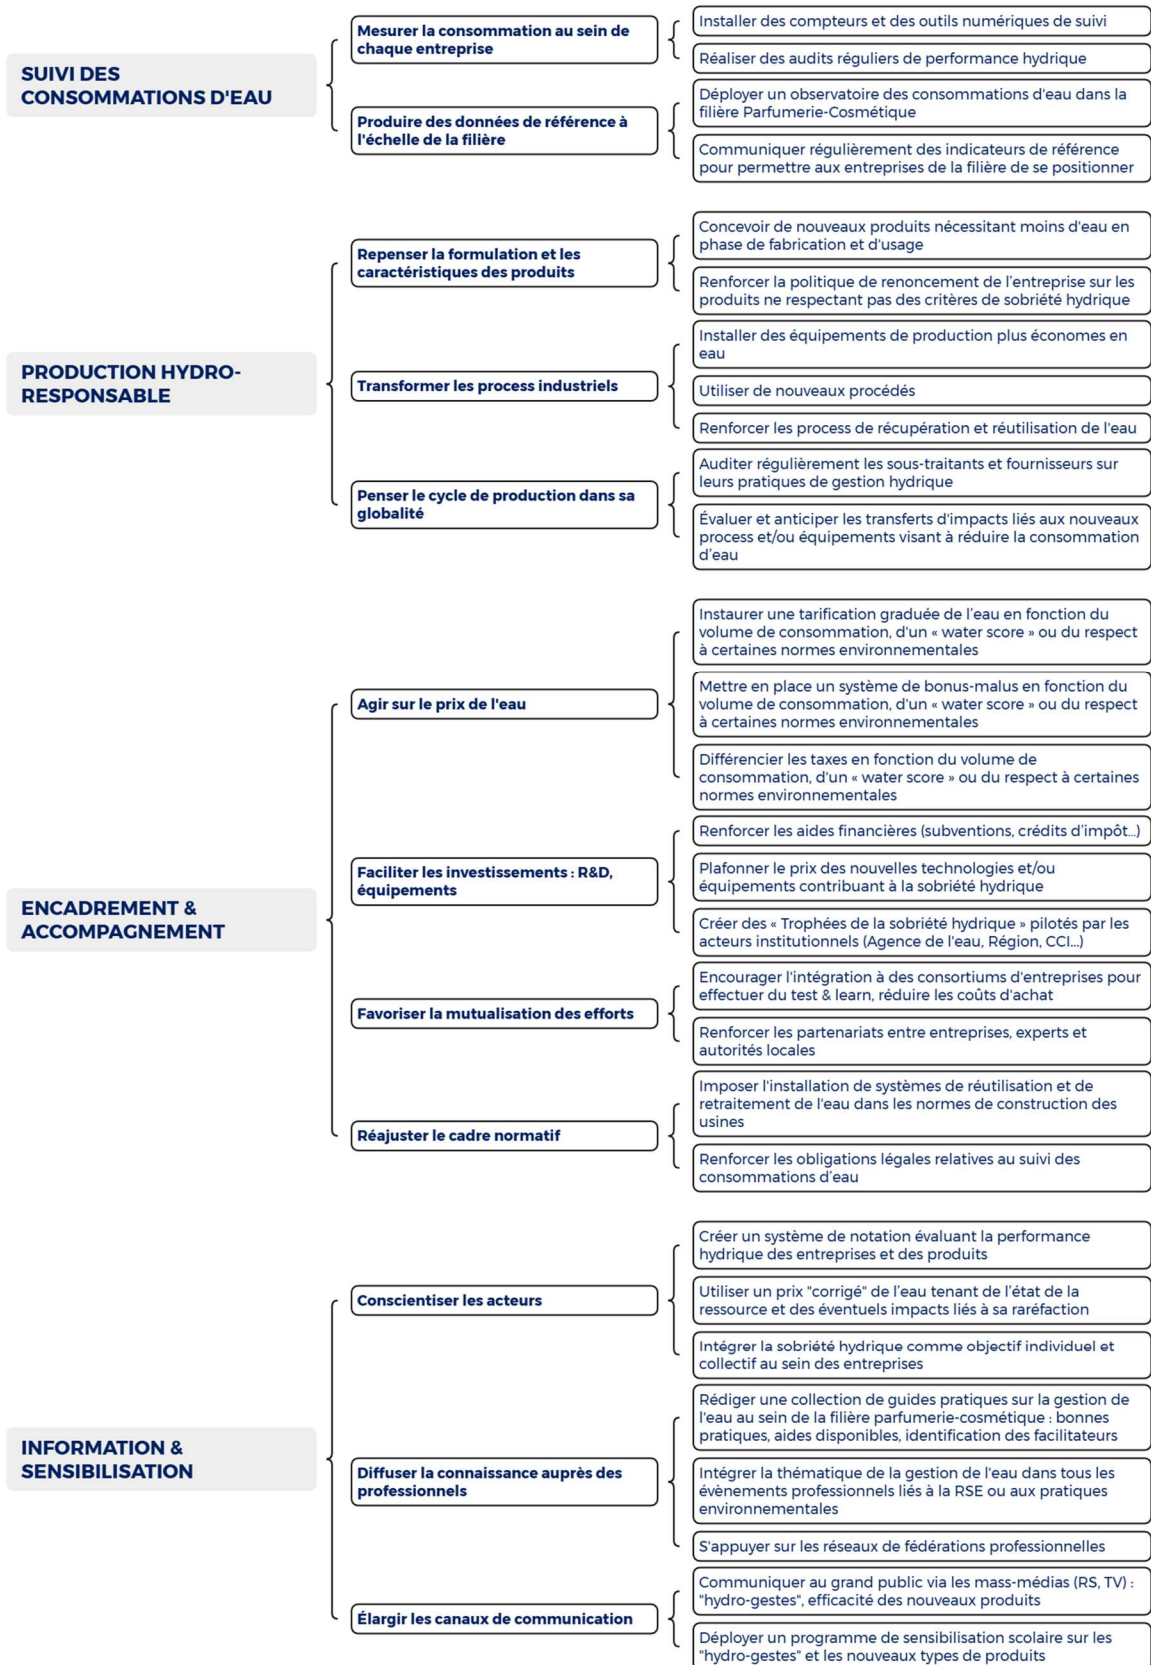 SUIVI DES
CONSOMMATIONS D'EAU
Mesurer la consommation au sein de
chaque entreprise
Installer des compteurs et des outils numériques de suivi
Réaliser des audits réguliers de performance hydrique
Produire des données de référence à
l'échelle de la filière
Déployer un observatoire des consommations d'eau dans la
filière Parfumerie-Cosmétique
Communiquer régulièrement des indicateurs de référence
pour permettre aux entreprises de la filière de se positionner
PRODUCTION HYDRO-
RESPONSABLE
Repenser la formulation et les
caractéristiques des produits
Concevoir de nouveaux produits nécessitant moins d'eau en
phase de fabrication et d'usage
Renforcer la politique de renoncement de l'entreprise sur les
produits ne respectant pas des critères de sobriété hydrique
Transformer les process industriels
Installer des équipements de production plus économes en
eau
Utiliser de nouveaux procédés
Renforcer les process de récupération et réutilisation de l'eau
Penser le cycle de production dans sa
globalité
Auditer régulièrement les sous-traitants et fournisseurs sur
leurs pratiques de gestion hydrique
Évaluer et anticiper les transferts d'impacts liés aux nouveaux
process et/ou équipements visant à réduire la consommation
d'eau
ENCADREMENT &
ACCOMPAGNEMENT
Agir sur le prix de l'eau
Instaurer une tarification graduée de l'eau en fonction du
volume de consommation, d'un « water score » ou du respect
à certaines normes environnementales
Mettre en place un système de bonus-malus en fonction du
volume de consommation, d'un « water score » ou du respect
à certaines normes environnementales
Différencier les taxes en fonction du volume de
consommation, d'un « water score » ou du respect à certaines
normes environnementales
Faciliter les investissements : R&D,
équipements
Renforcer les aides financières (subventions, crédits d'impôt...)
Plafonner le prix des nouvelles technologies et/ou
équipements contribuant à la sobriété hydrique
Créer des « Trophées de la sobriété hydrique » pilotés par les
acteurs institutionnels (Agence de l'eau, Région, CCI...)
Favoriser la mutualisation des efforts
Encourager l'intégration à des consortiums d'entreprises pour
effectuer du test & learn, réduire les coûts d'achat
Renforcer les partenariats entre entreprises, experts et
autorités locales
Réajuster le cadre normatif
Imposer l'installation de systèmes de réutilisation et de
retraitement de l'eau dans les normes de construction des
usines
Renforcer les obligations légales relatives au suivi des
consommations d'eau
INFORMATION &
SENSIBILISATION
Conscientiser les acteurs
Créer un système de notation évaluant la performance
hydrique des entreprises et des produits
Utiliser un prix "corrigé" de l'eau tenant de l'état de la
ressource et des éventuels impacts liés à sa raréfaction
Intégrer la sobriété hydrique comme objectif individuel et
collectif au sein des entreprises
Diffuser la connaissance auprès des
professionnels
Rédiger une collection de guides pratiques sur la gestion de
l'eau au sein de la filière parfumerie-cosmétique : bonnes
pratiques, aides disponibles, identification des facilitateurs
Intégrer la thématique de la gestion de l'eau dans tous les
évènements professionnels liés à la RSE ou aux pratiques
environnementales
S'appuyer sur les réseaux de fédérations professionnelles
Élargir les canaux de communication
Communiquer au grand public via les mass-médias (RS, TV) :
"hydro-gestes", efficacité des nouveaux produits
Déployer un programme de sensibilisation scolaire sur les
"hydro-gestes" et les nouveaux types de produits